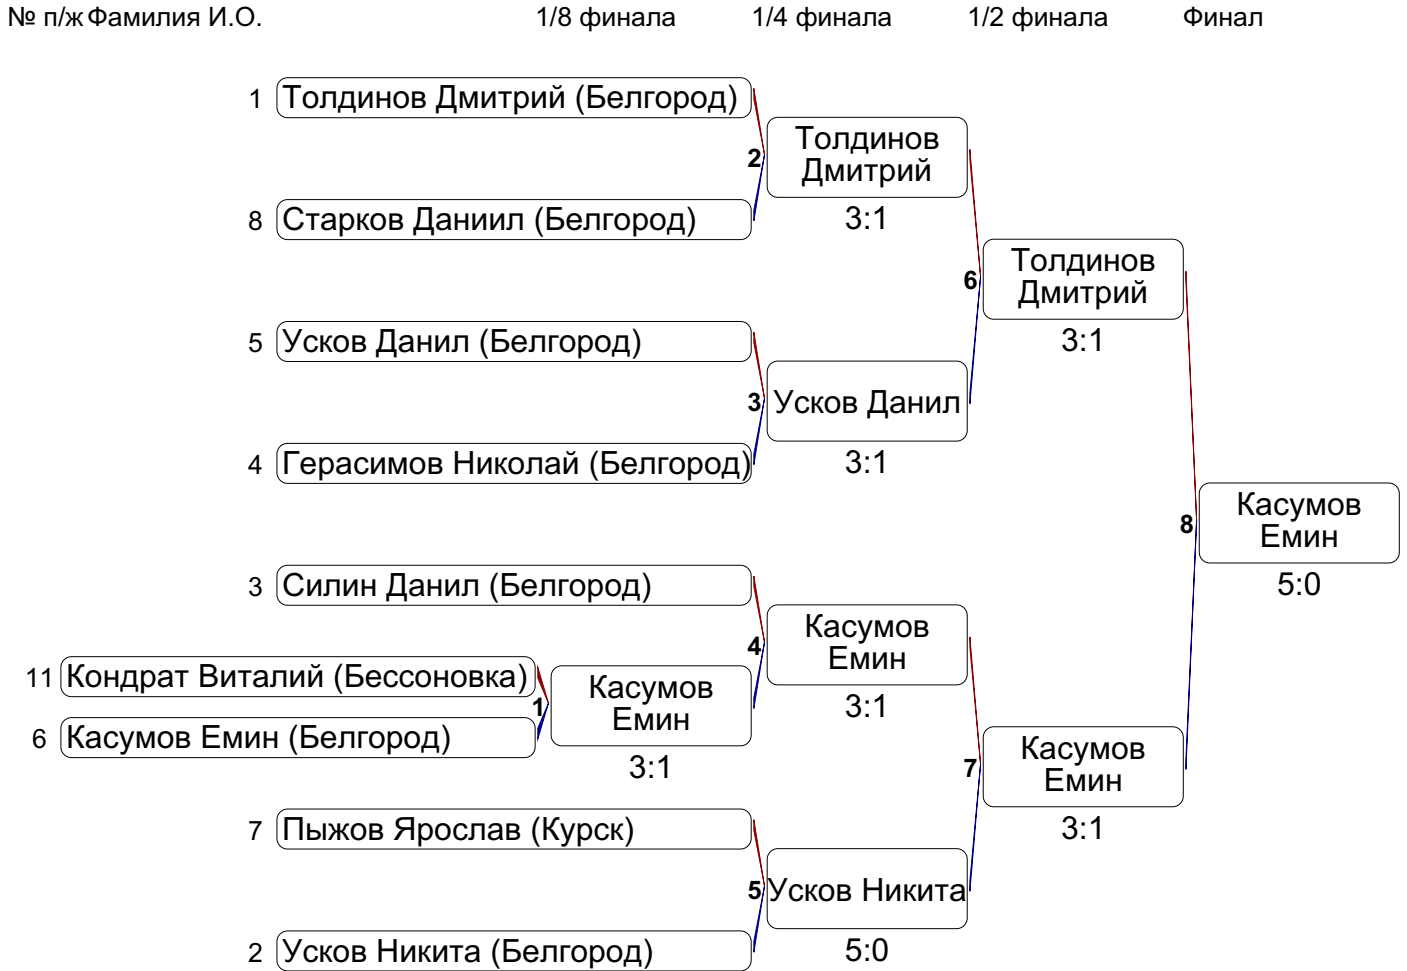 № п/ж Фамилия И.О. 1/8 финала 1/4 финала 1/2 финала Финал
1 Толдинов Дмитрий (Белгород)
2 Толдинов
Дмитрий
3:1
8 Старков Даниил (Белгород)
6 Толдинов
Дмитрий
3:1
5 Усков Данил (Белгород)
3 Усков Данил
3:1
4 Герасимов Николай (Белгород)
8 Касумов
Емин
5:0
3 Силин Данил (Белгород)
4 Касумов
Емин
3:1
11 Кондрат Виталий (Бессоновка)
1 Касумов
Емин
3:1
6 Касумов Емин (Белгород)
7 Касумов
Емин
3:1
7 Пыжов Ярослав (Курск)
5 Усков Никита
5:0
2 Усков Никита (Белгород)